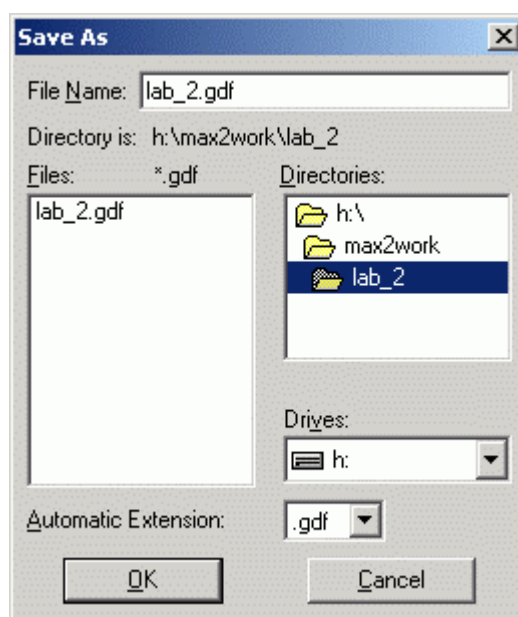 Save As
File Name: lab_2.gdf
Directory is: h:\max2work\lab_2
Files: *.gdf Directories:
lab_2.gdf
h:\
max2work
lab_2
Drives:
h:
Automatic Extension: .gdf
OK Cancel